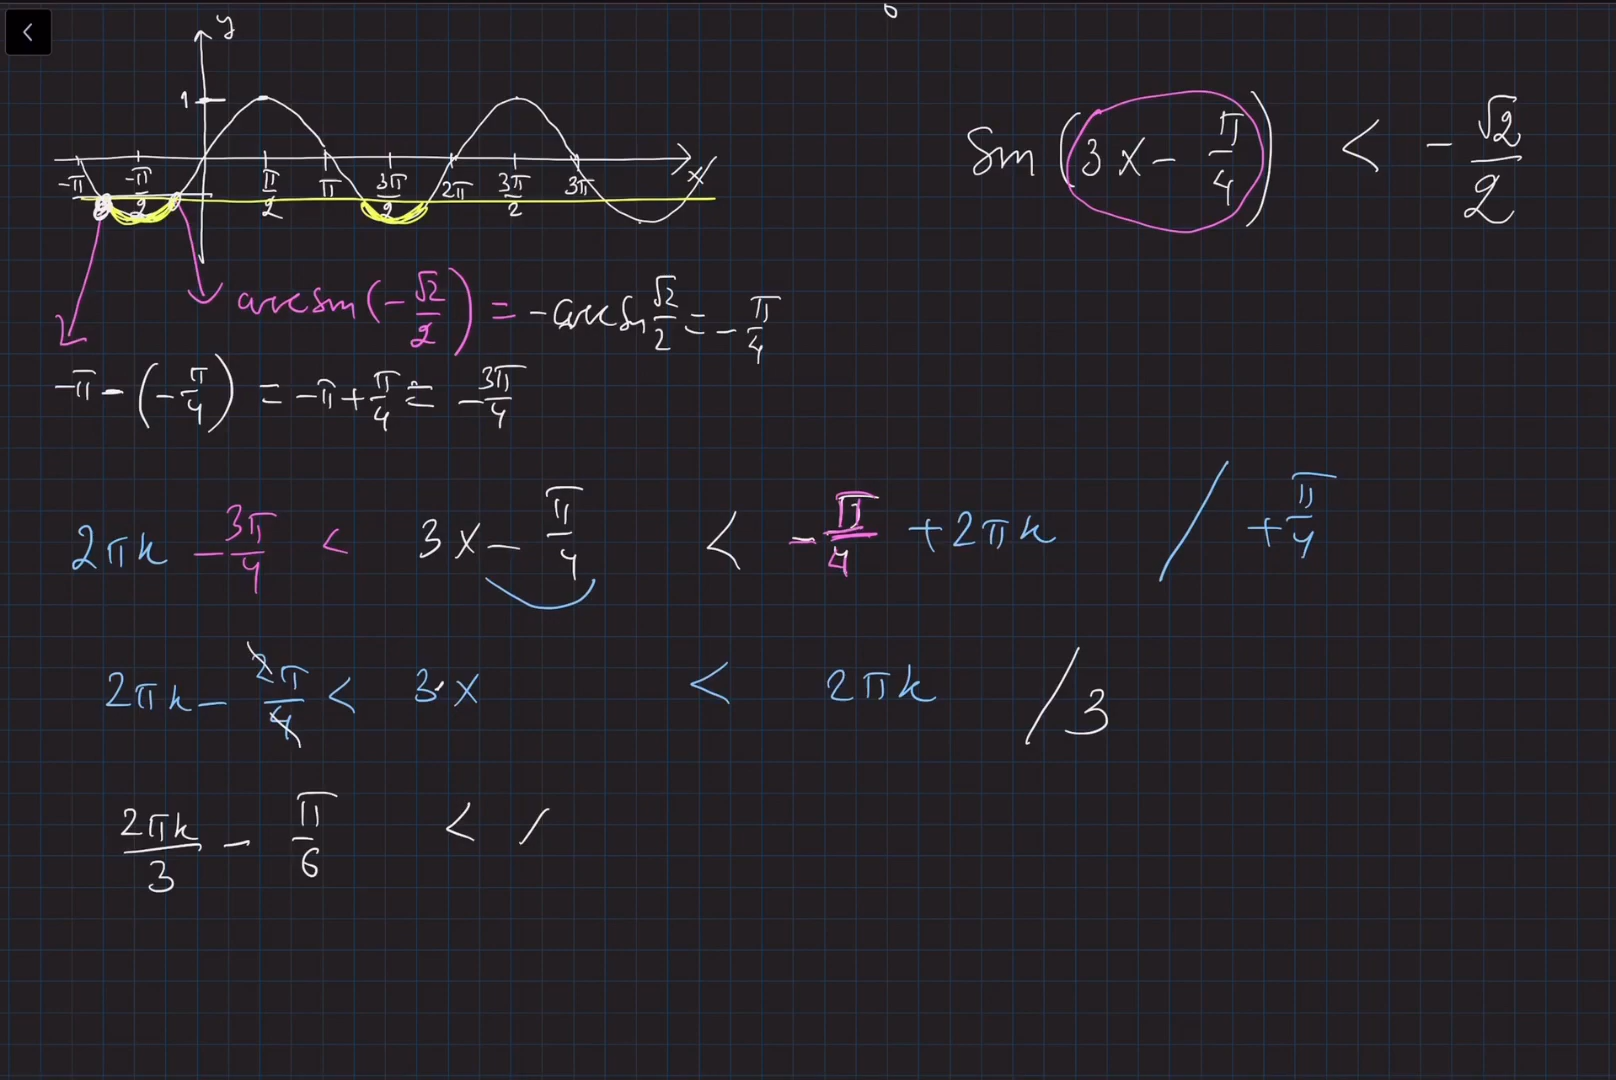 y
1
-π -π/2 π/2 π 3π/2 2π 3π/2 3π x
sin(3x - π/4) < - √2/2
arcsin(-√2/2) = -arcsin √2/2 = - π/4
-π - (-π/4) = -π + π/4 = - 3π/4
2πk - 3π/4 < 3x - π/4 < - π/4 + 2πk / + π/4
2πk - 2π/4 < 3·x < 2πk / 3
2πk/3 - π/6 <